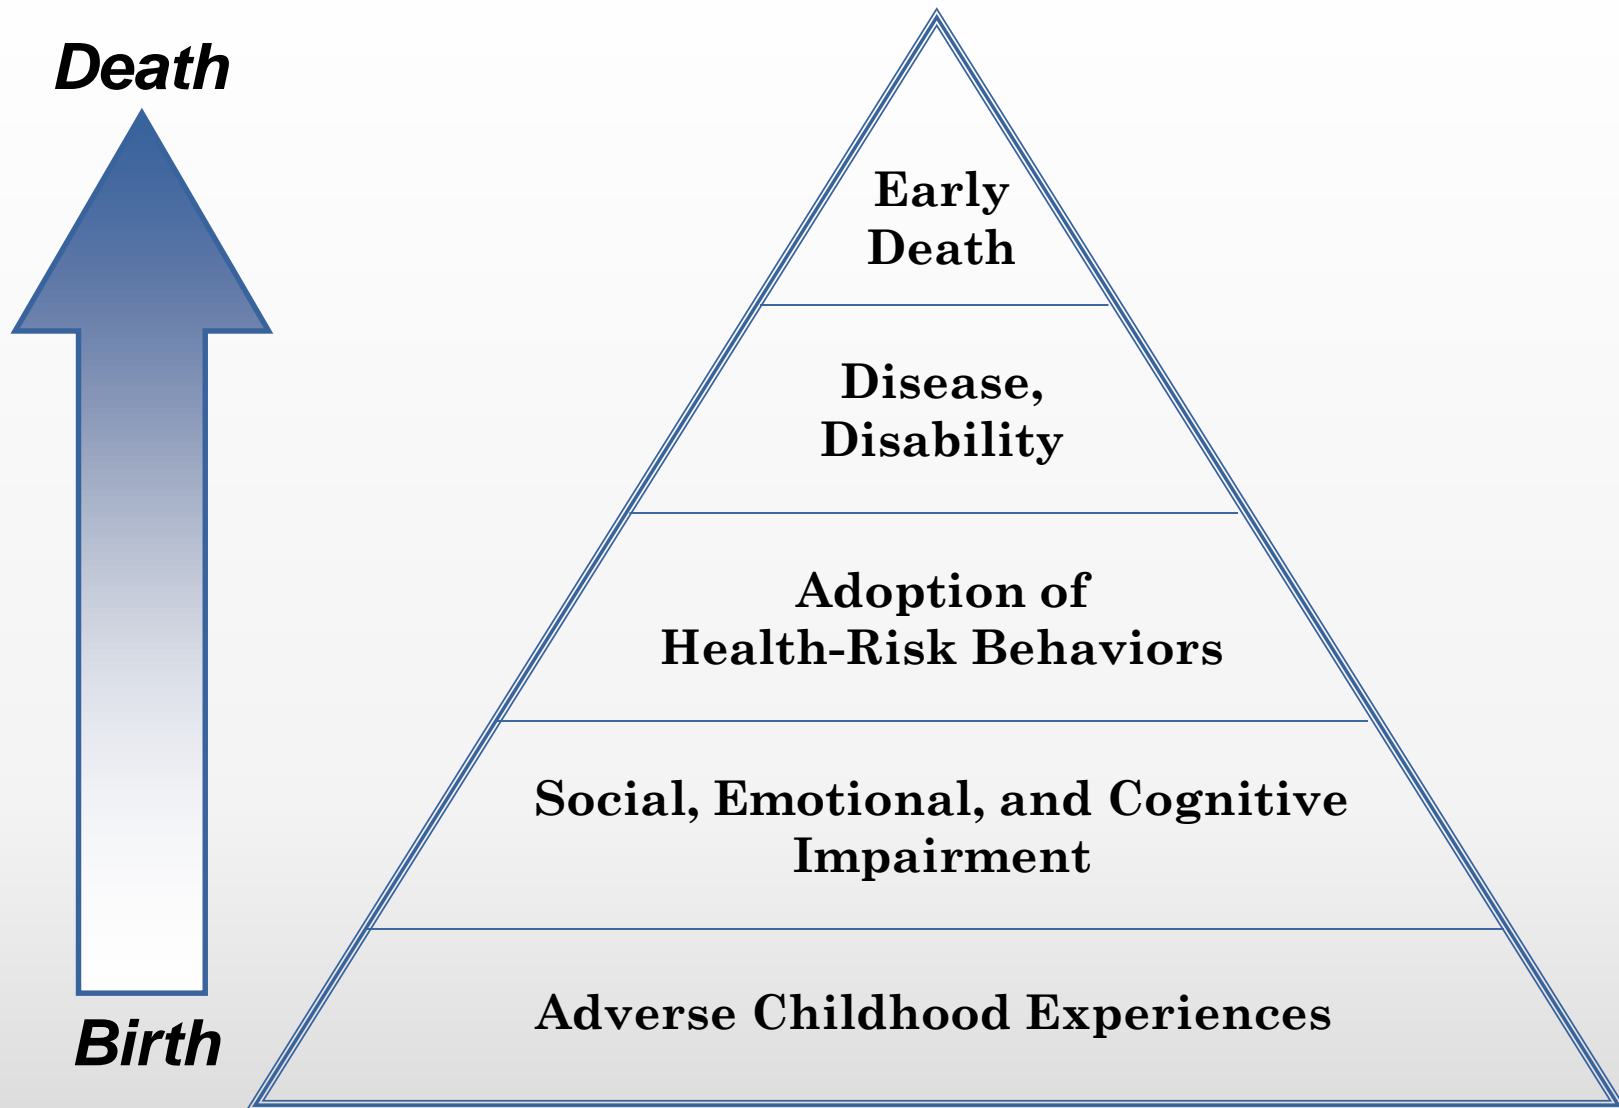 Death
Early
Death
Disease,
Disability
Adoption of
Health-Risk Behaviors
Social, Emotional, and Cognitive
Impairment
Adverse Childhood Experiences
Birth